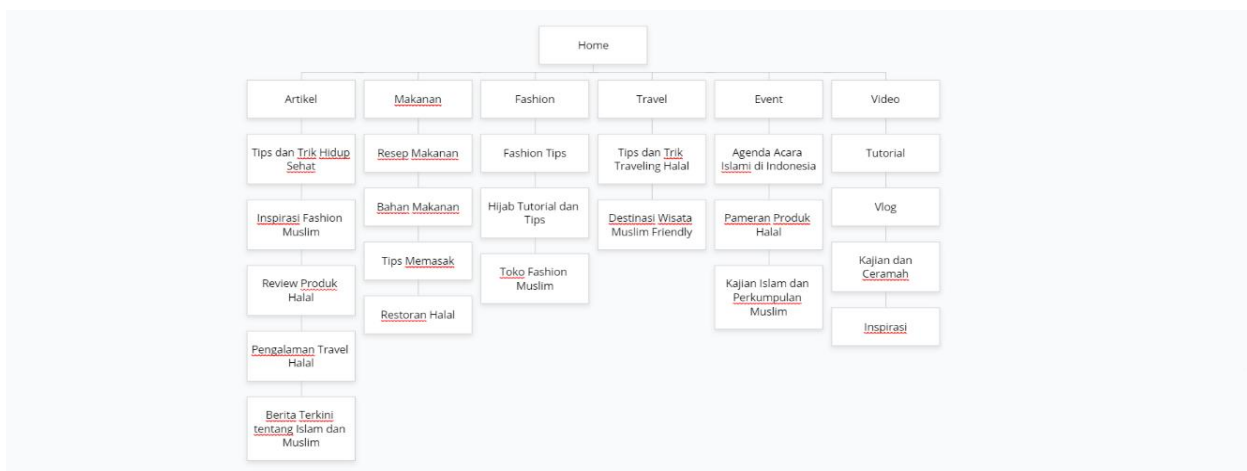 Home
Artikel
Makanan
Fashion
Travel
Event
Video
Tips dan Trik Hidup
Sehat
Inspirasi Fashion
Muslim
Review Produk
Halal
Pengalaman Travel
Halal
Berita Terkini
tentang Islam dan
Muslim
Resep Makanan
Bahan Makanan
Tips Memasak
Restoran Halal
Fashion Tips
Hijab Tutorial dan
Tips
Toko Fashion
Muslim
Tips dan Trik
Traveling Halal
Destinasi Wisata
Muslim Friendly
Agenda Acara
Islami di Indonesia
Pameran Produk
Halal
Kajian Islam dan
Perkumpulan
Muslim
Tutorial
Vlog
Kajian dan
Ceramah
Inspirasi